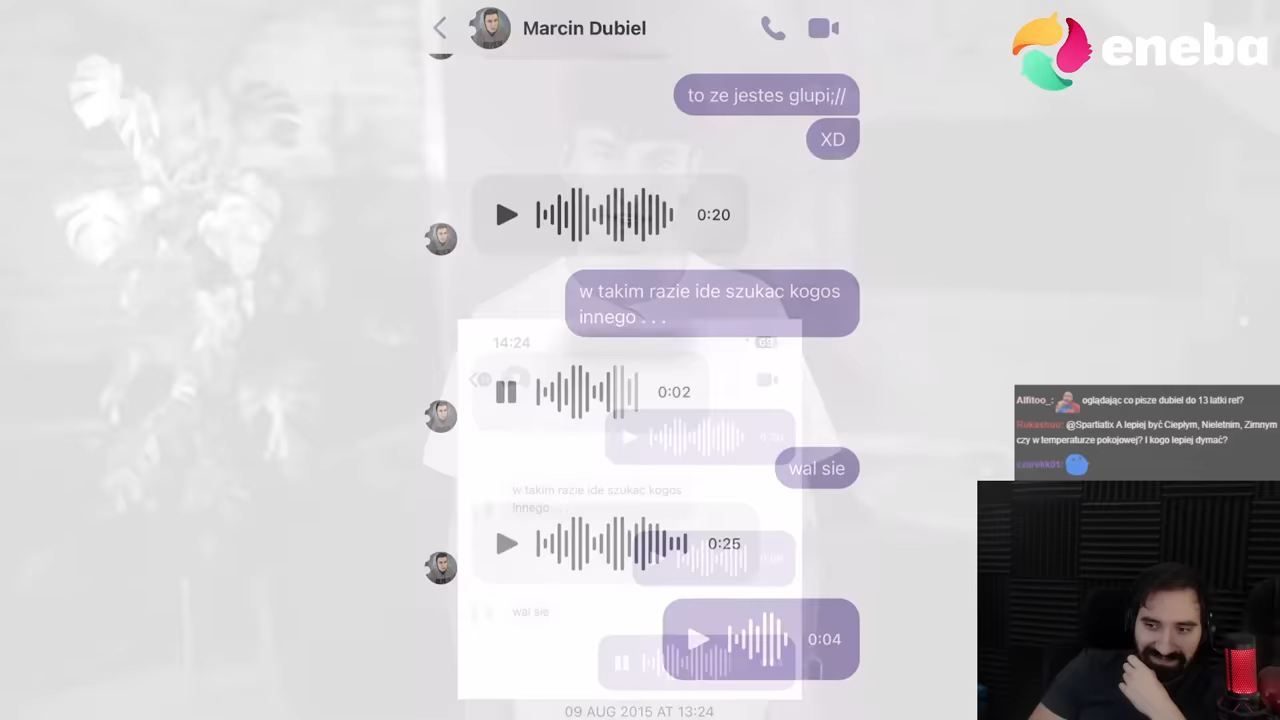 Marcin Dubiel
eneba
to ze jestes glupi;//
XD
0:20
w takim razie ide szukac kogos
innego . . .
14:24
69
0:02
wal sie
w takim razie ide szukać kogos
innego . . .
0:25
wal sie
0:04
09 AUG 2015 AT 13:24
Alfitoo_: oglądając co pisze dubiel do 13 latki rel?
@Spartiatix A lepiej być Ciepłym, Nieletnim, Zimnym
czy w temperaturze pokojowej? I kogo lepiej dymać?